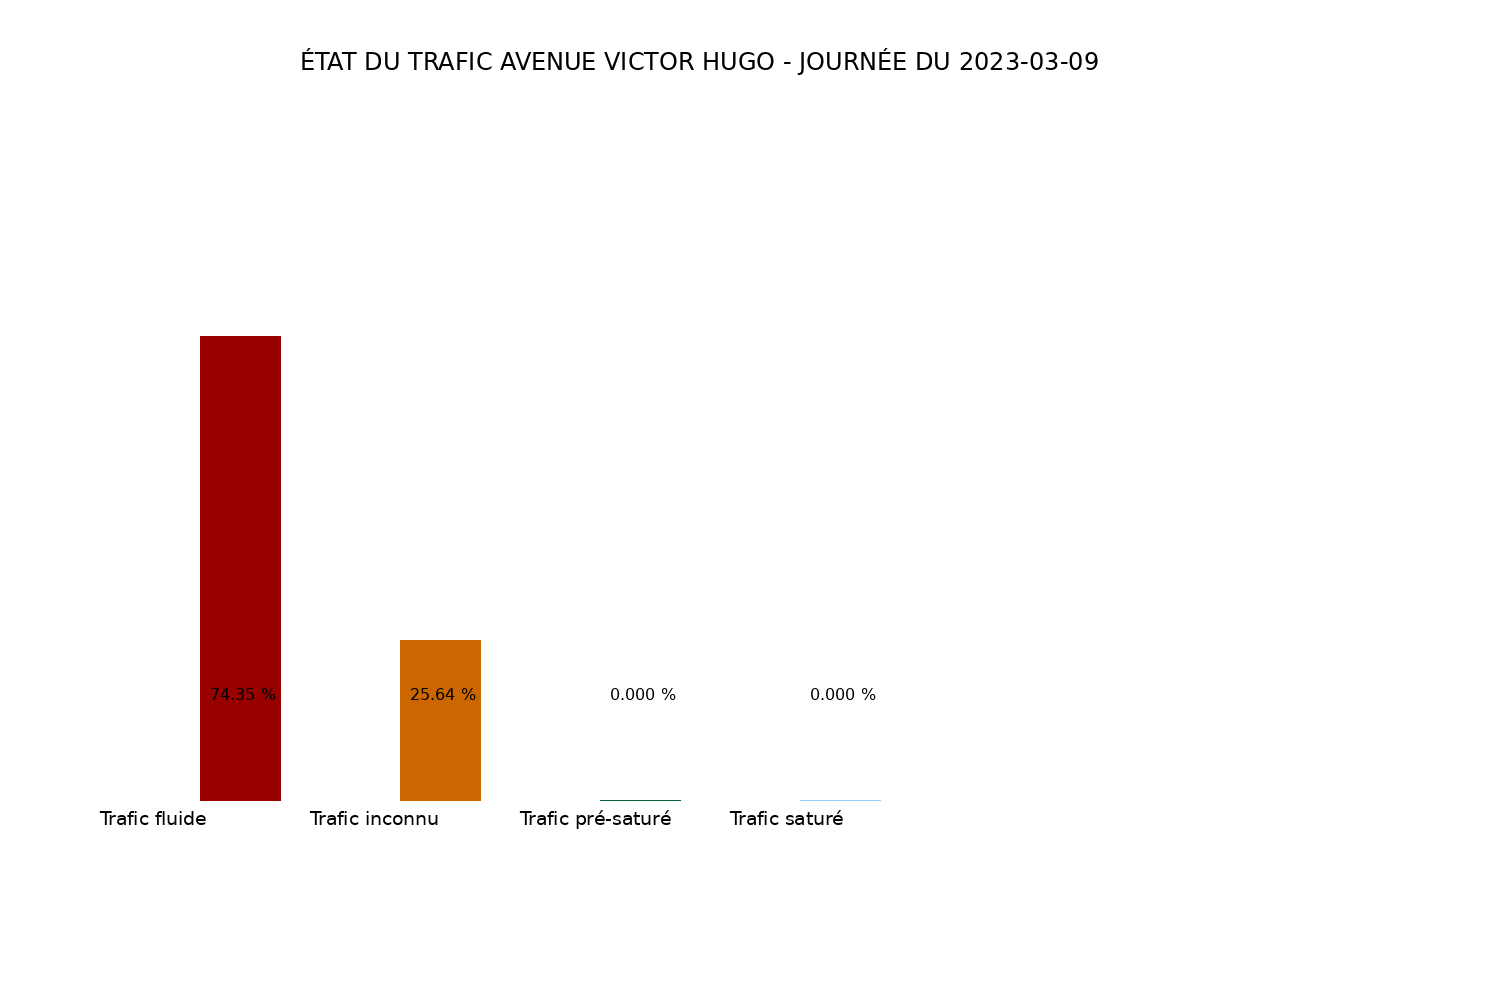 ÉTAT DU TRAFIC AVENUE VICTOR HUGO - JOURNÉE DU 2023-03-09
74.35 % 25.64 % 0.000 % 0.000 %
Trafic fluide Trafic inconnu Trafic pré-saturé Trafic saturé